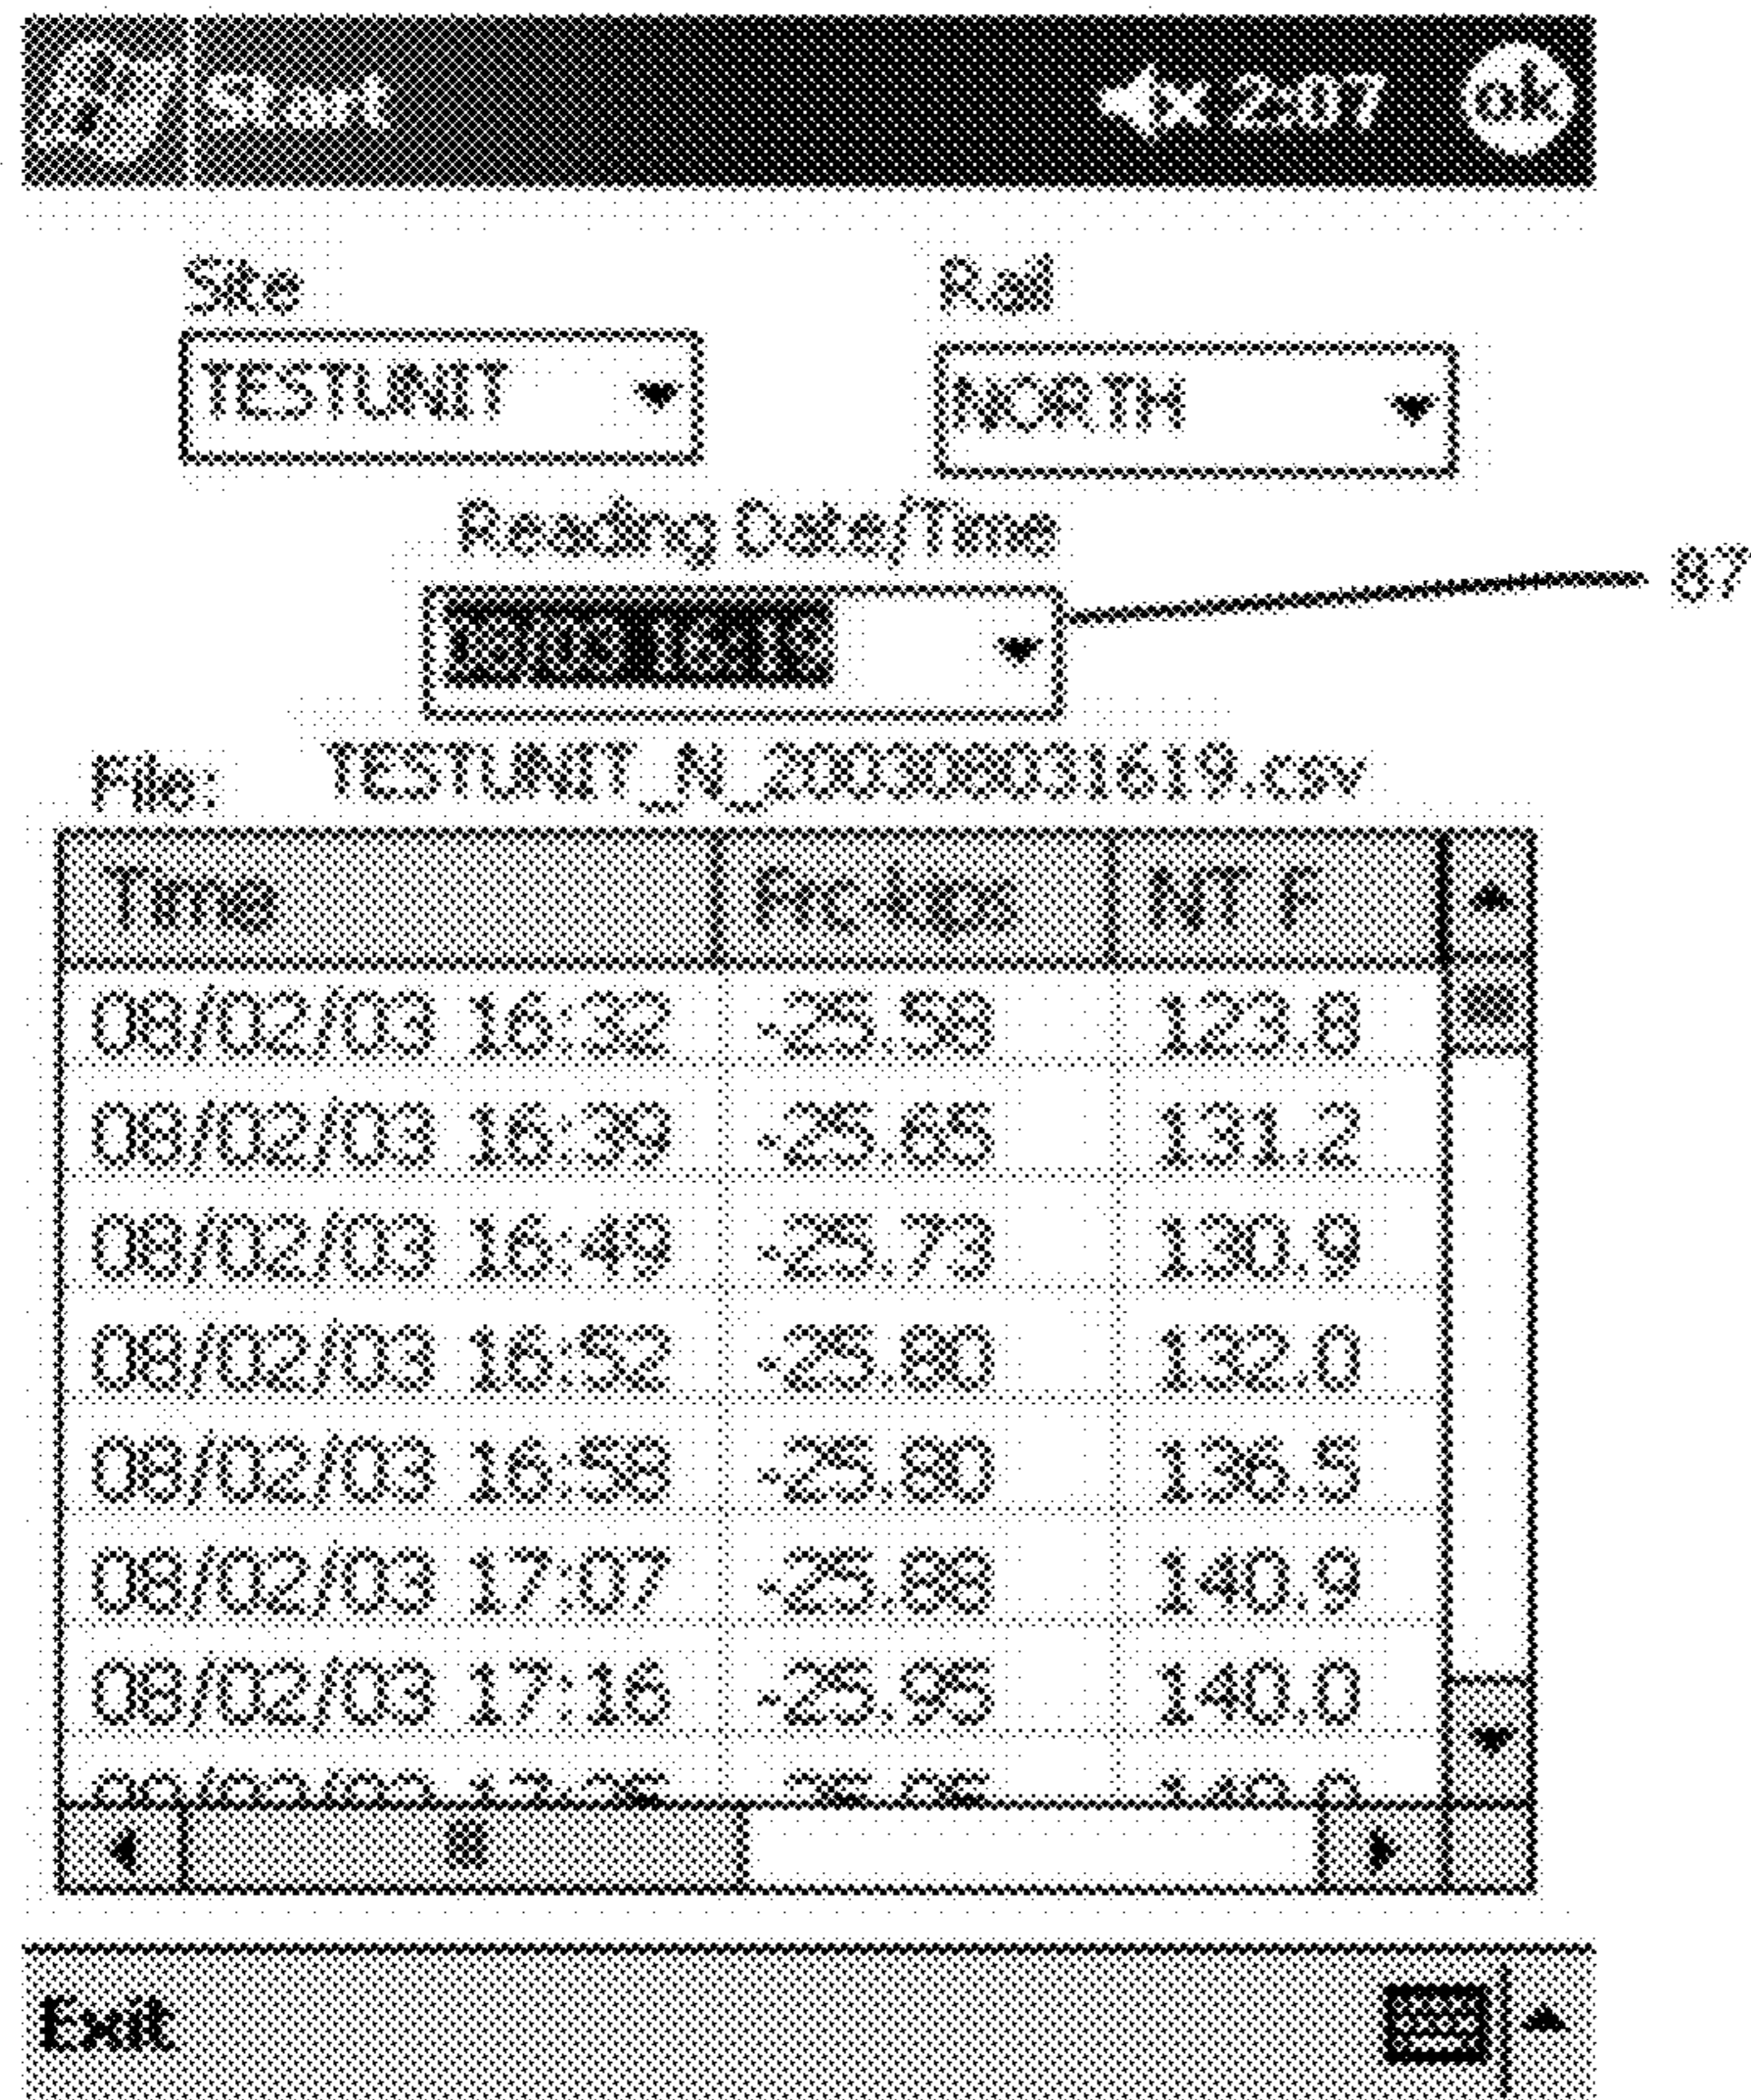 Start 2:07 ok
Site Rail
TESTUNIT NORTH
Reading Date/Time
87
File: TESTUNIT_N_200308031619.csv
Time Frc-kps NT F
08/02/03 16:32 -25.58 123.8
08/02/03 16:39 -25.65 131.2
08/02/03 16:49 -25.73 130.9
08/02/03 16:52 -25.80 132.0
08/02/03 16:58 -25.80 136.5
08/02/03 17:07 -25.88 140.9
08/02/03 17:16 -25.95 140.0
Exit